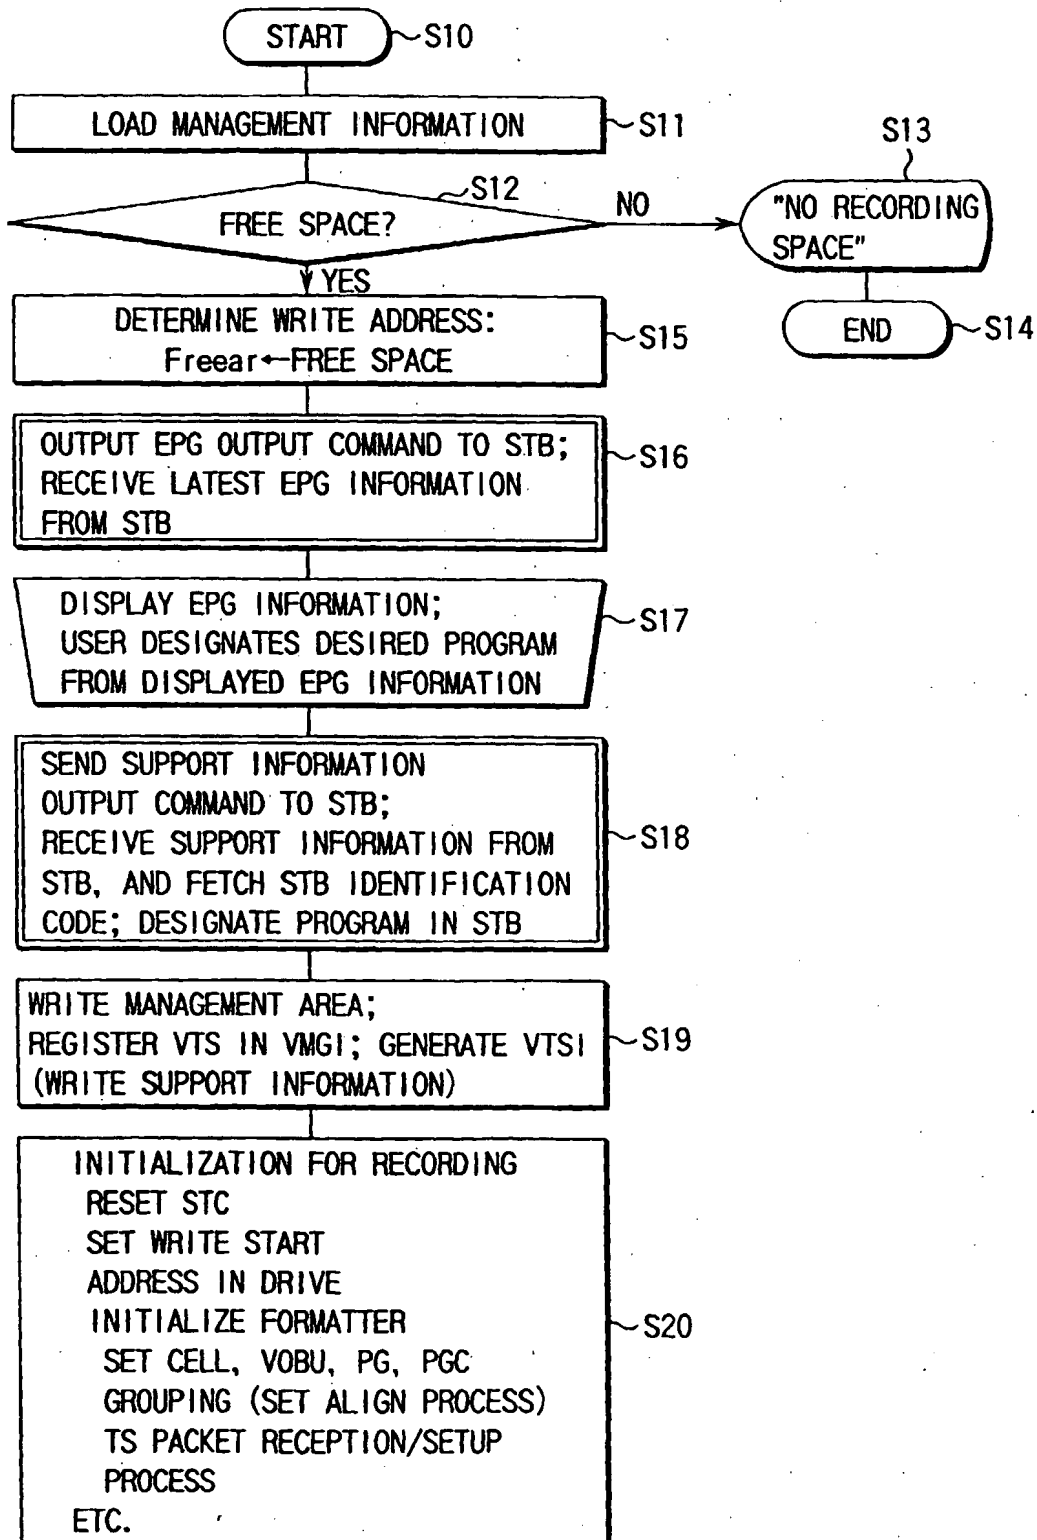 START
S10
LOAD MANAGEMENT INFORMATION
S11
S12
FREE SPACE?
NO
S13
"NO RECORDING
SPACE"
END
S14
YES
DETERMINE WRITE ADDRESS:
Freear←FREE SPACE
S15
OUTPUT EPG OUTPUT COMMAND TO STB;
RECEIVE LATEST EPG INFORMATION
FROM STB
S16
DISPLAY EPG INFORMATION;
USER DESIGNATES DESIRED PROGRAM
FROM DISPLAYED EPG INFORMATION
S17
SEND SUPPORT INFORMATION
OUTPUT COMMAND TO STB;
RECEIVE SUPPORT INFORMATION FROM
STB, AND FETCH STB IDENTIFICATION
CODE; DESIGNATE PROGRAM IN STB
S18
WRITE MANAGEMENT AREA;
REGISTER VTS IN VMGI; GENERATE VTSI
(WRITE SUPPORT INFORMATION)
S19
INITIALIZATION FOR RECORDING
RESET STC
SET WRITE START
ADDRESS IN DRIVE
INITIALIZE FORMATTER
SET CELL, VOBU, PG, PGC
GROUPING (SET ALIGN PROCESS)
TS PACKET RECEPTION/SETUP
PROCESS
ETC.
S20